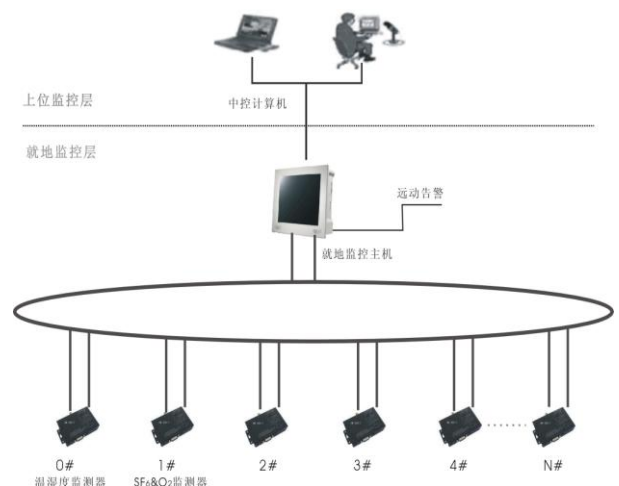 中控计算机
上位监控层
就地监控层
远动告警
就地监控主机
0# 1# 2# 3# 4# N#
温湿度监测器 SF6&O2监测器